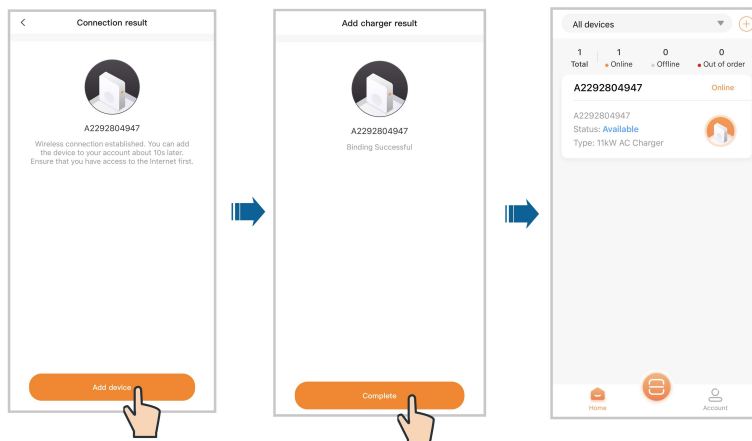 Connection result
A2292804947
Wireless connection established. You can add
the device to your account about 10s later.
Ensure that you have access to the Internet first.
Add device
Add charger result
A2292804947
Binding Successful
Complete
All devices
1 1 0 0
Total Online Offline Out of order
A2292804947 Online
A2292804947
Status: Available
Type: 11kW AC Charger
Home Account